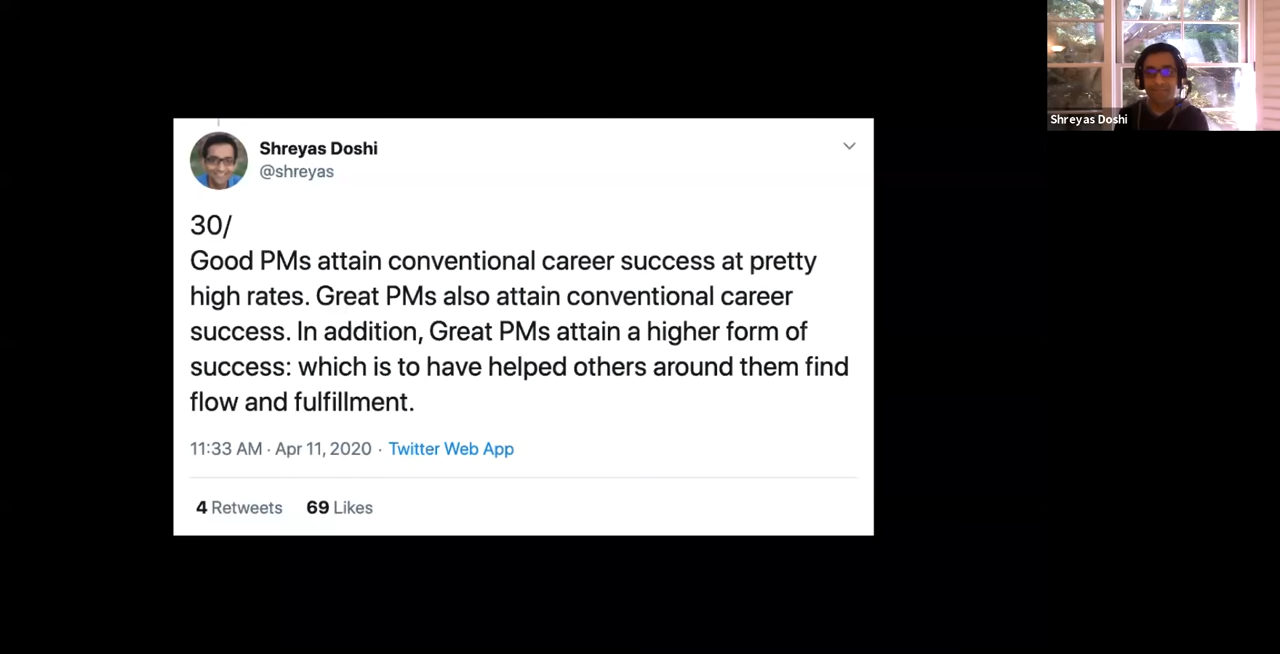 Shreyas Doshi
@shreyas
30/
Good PMs attain conventional career success at pretty
high rates. Great PMs also attain conventional career
success. In addition, Great PMs attain a higher form of
success: which is to have helped others around them find
flow and fulfillment.
11:33 AM · Apr 11, 2020 · Twitter Web App
4 Retweets 69 Likes
Shreyas Doshi